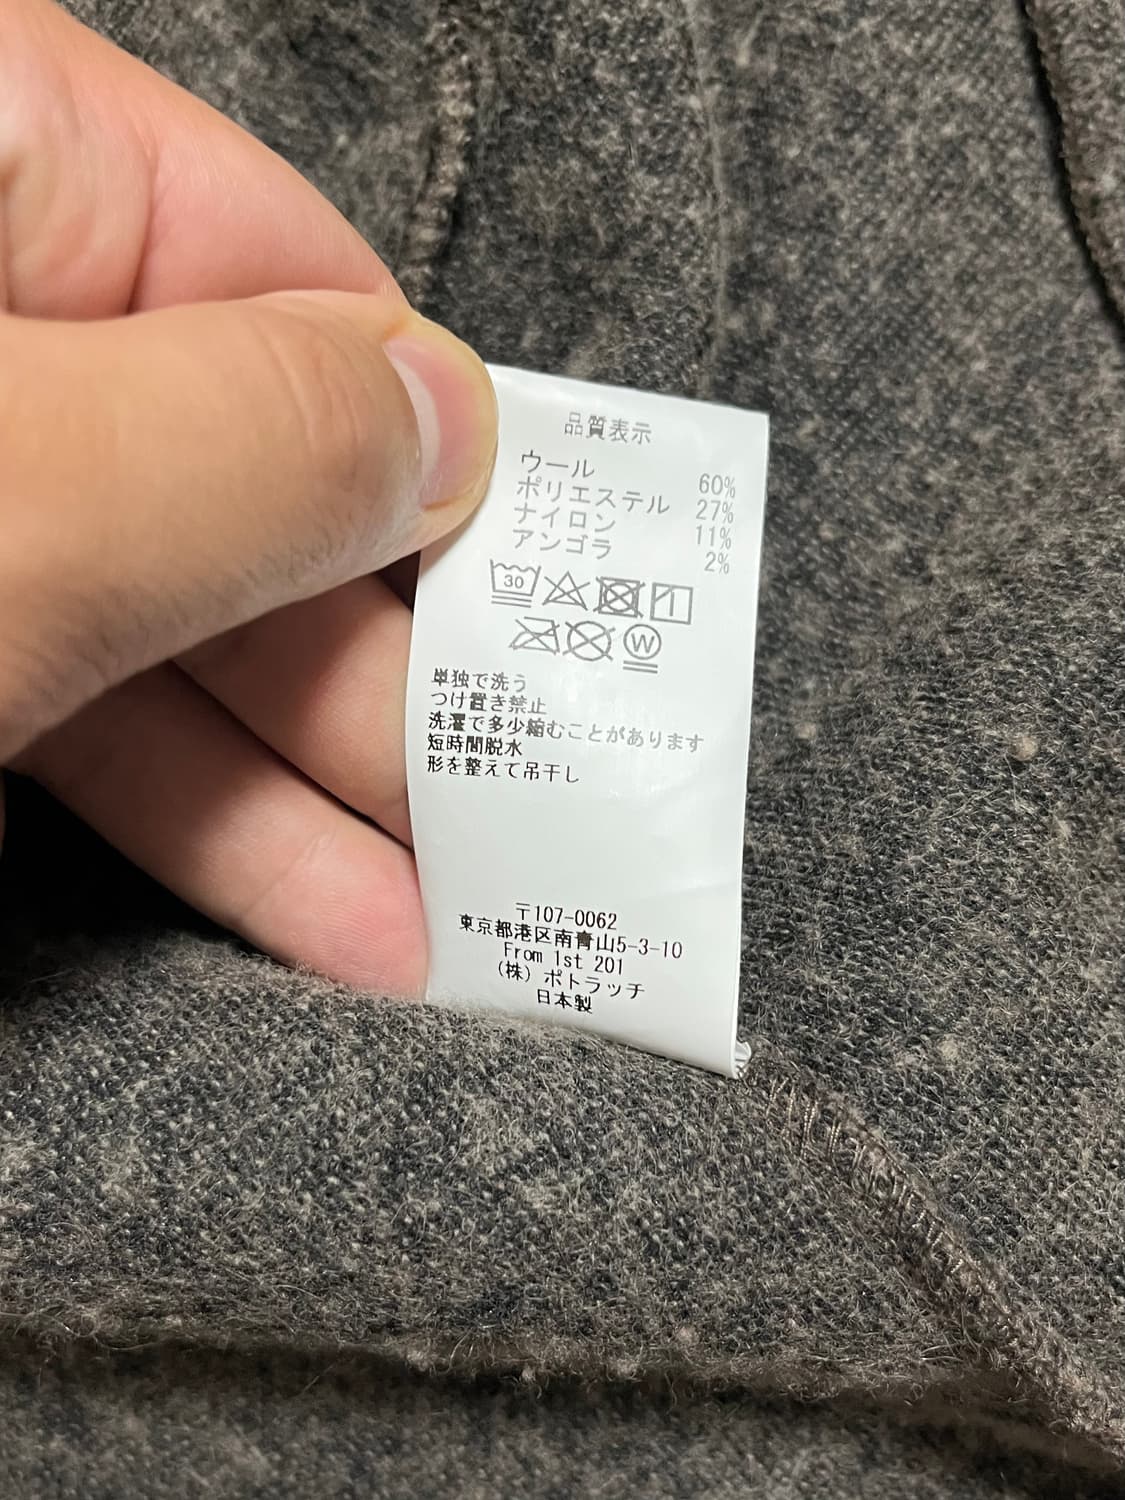 品質表示
ウール 60%
ポリエステル 27%
ナイロン 11%
アンゴラ 2%
30
W
単独で洗う
つけ置き禁止
洗濯で多少縮むことがあります
短時間脱水
形を整えて吊干し
〒107-0062
東京都港区南青山5-3-10
From 1st 201
(株) ポトラッチ
日本製